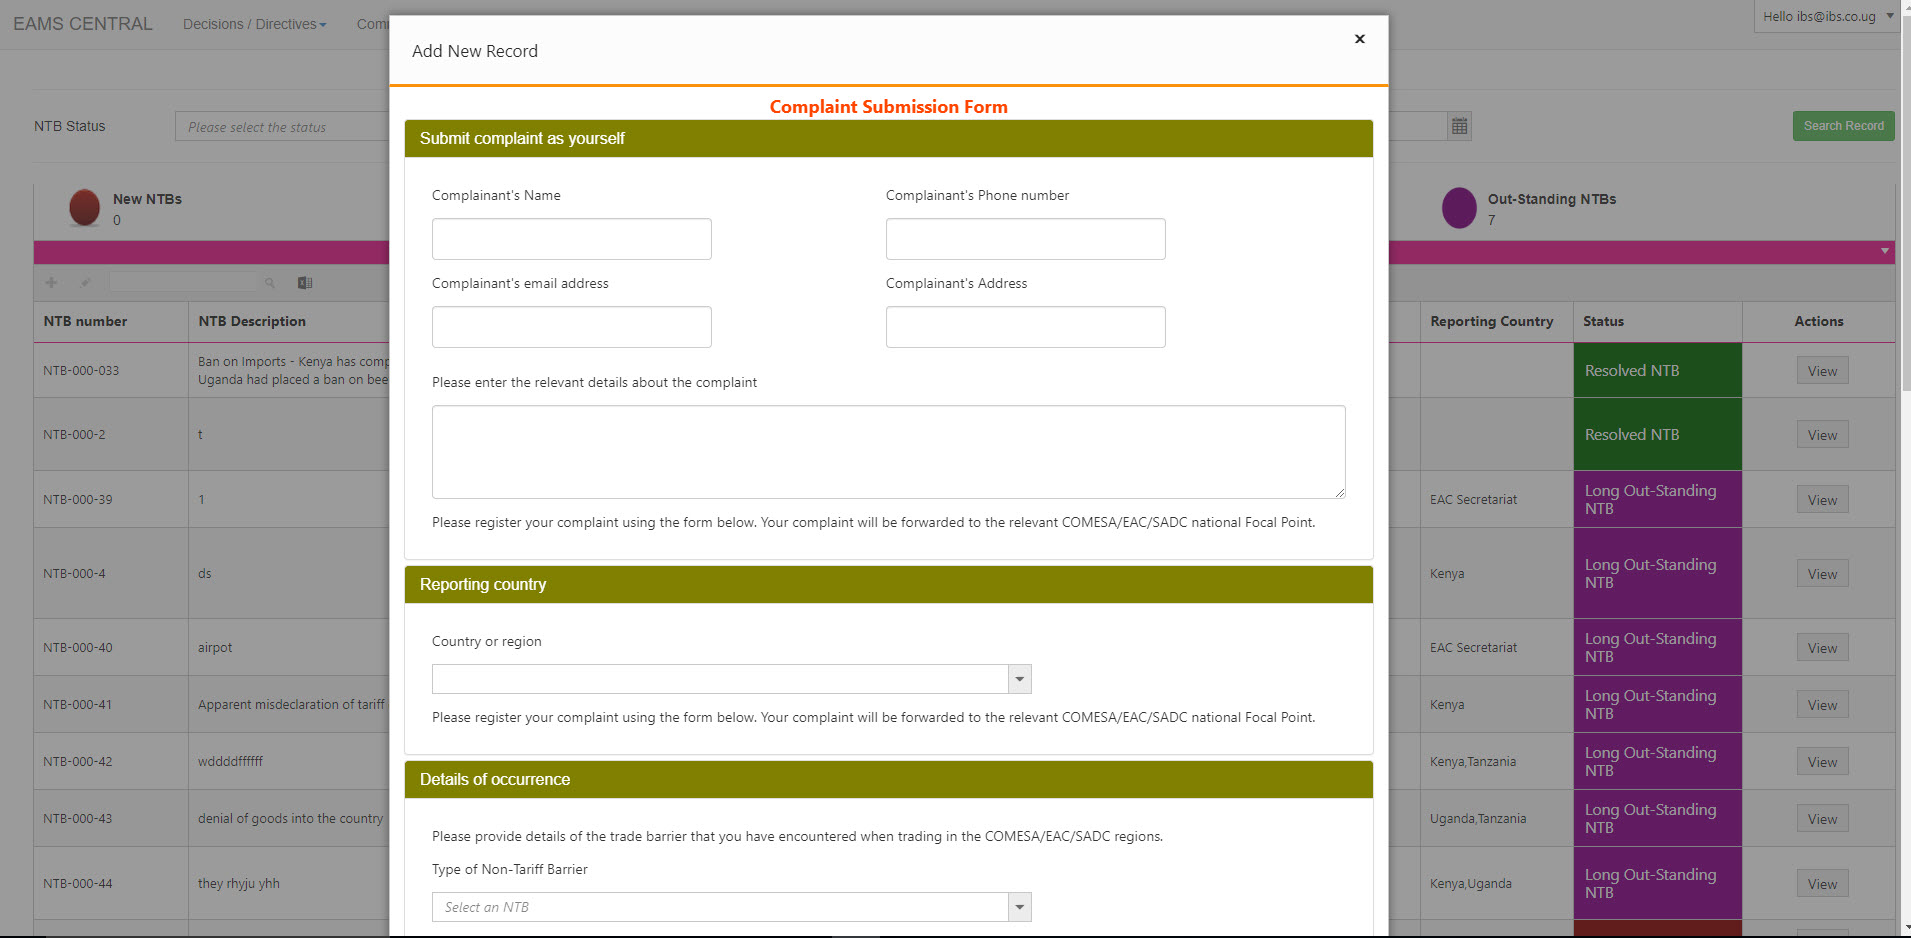 EAMS CENTRAL
Decisions / Directives
Hello ibs@ibs.co.ug
Add New Record
×
Complaint Submission Form
NTB Status
Please select the status
Search Record
Submit complaint as yourself
Complainant's Name
Complainant's Phone number
Complainant's email address
Complainant's Address
Please enter the relevant details about the complaint
Please register your complaint using the form below. Your complaint will be forwarded to the relevant COMESA/EAC/SADC national Focal Point.
Reporting country
Country or region
Please register your complaint using the form below. Your complaint will be forwarded to the relevant COMESA/EAC/SADC national Focal Point.
Details of occurrence
Please provide details of the trade barrier that you have encountered when trading in the COMESA/EAC/SADC regions.
Type of Non-Tariff Barrier
Select an NTB
New NTBs
0
Out-Standing NTBs
7
NTB number NTB Description Reporting Country Status Actions
NTB-000-033 Ban on Imports - Kenya has Resolved NTB View
Uganda had placed a ban on
NTB-000-2 t Resolved NTB View
NTB-000-39 1 EAC Secretariat Long Out-Standing NTB View
NTB-000-4 ds Kenya Long Out-Standing NTB View
NTB-000-40 airpot EAC Secretariat Long Out-Standing NTB View
NTB-000-41 Apparent misdeclaration of tariff Kenya Long Out-Standing NTB View
NTB-000-42 wddddffffff Kenya,Tanzania Long Out-Standing NTB View
NTB-000-43 denial of goods into the country Uganda,Tanzania Long Out-Standing NTB View
NTB-000-44 they rhyju yhh Kenya,Uganda Long Out-Standing NTB View